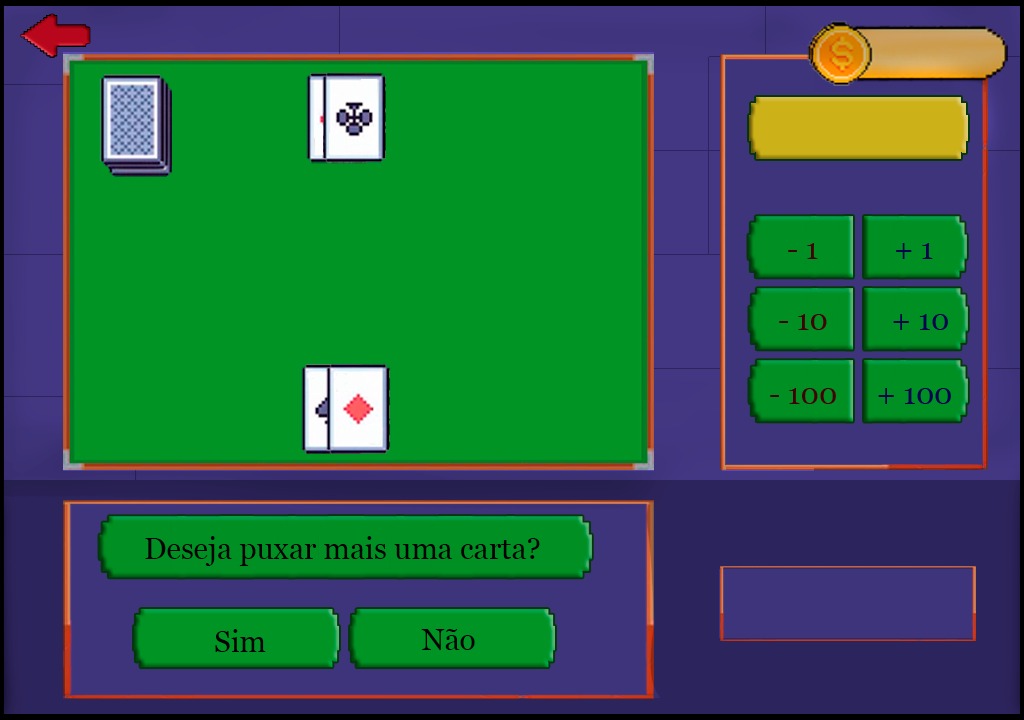 $
- 1
+ 1
- 10
+ 10
- 100
+ 100
Deseja puxar mais uma carta?
Sim
Não